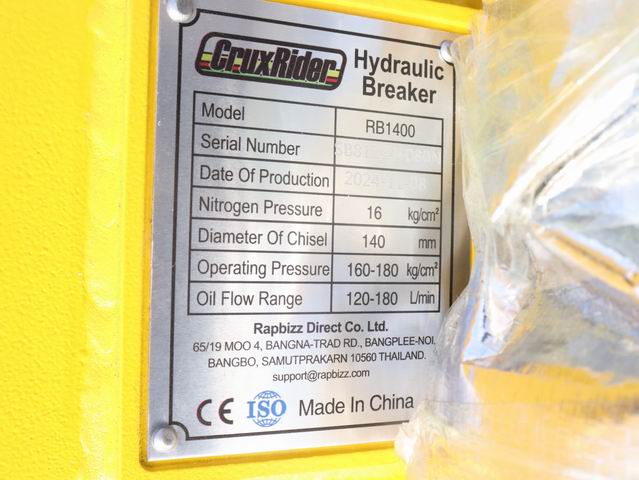 CruxRider
Hydraulic
Breaker
Model RB1400
Serial Number
Date Of Production
Nitrogen Pressure 16 kg/cm²
Diameter Of Chisel 140 mm
Operating Pressure 160-180 kg/cm²
Oil Flow Range 120-180 L/min
Rapbizz Direct Co. Ltd.
65/19 MOO 4, BANGNA-TRAD RD., BANGPLEE-NOI,
BANGBO, SAMUTPRAKARN 10560 THAILAND.
support@rapbizz.com
CE ISO Made In China